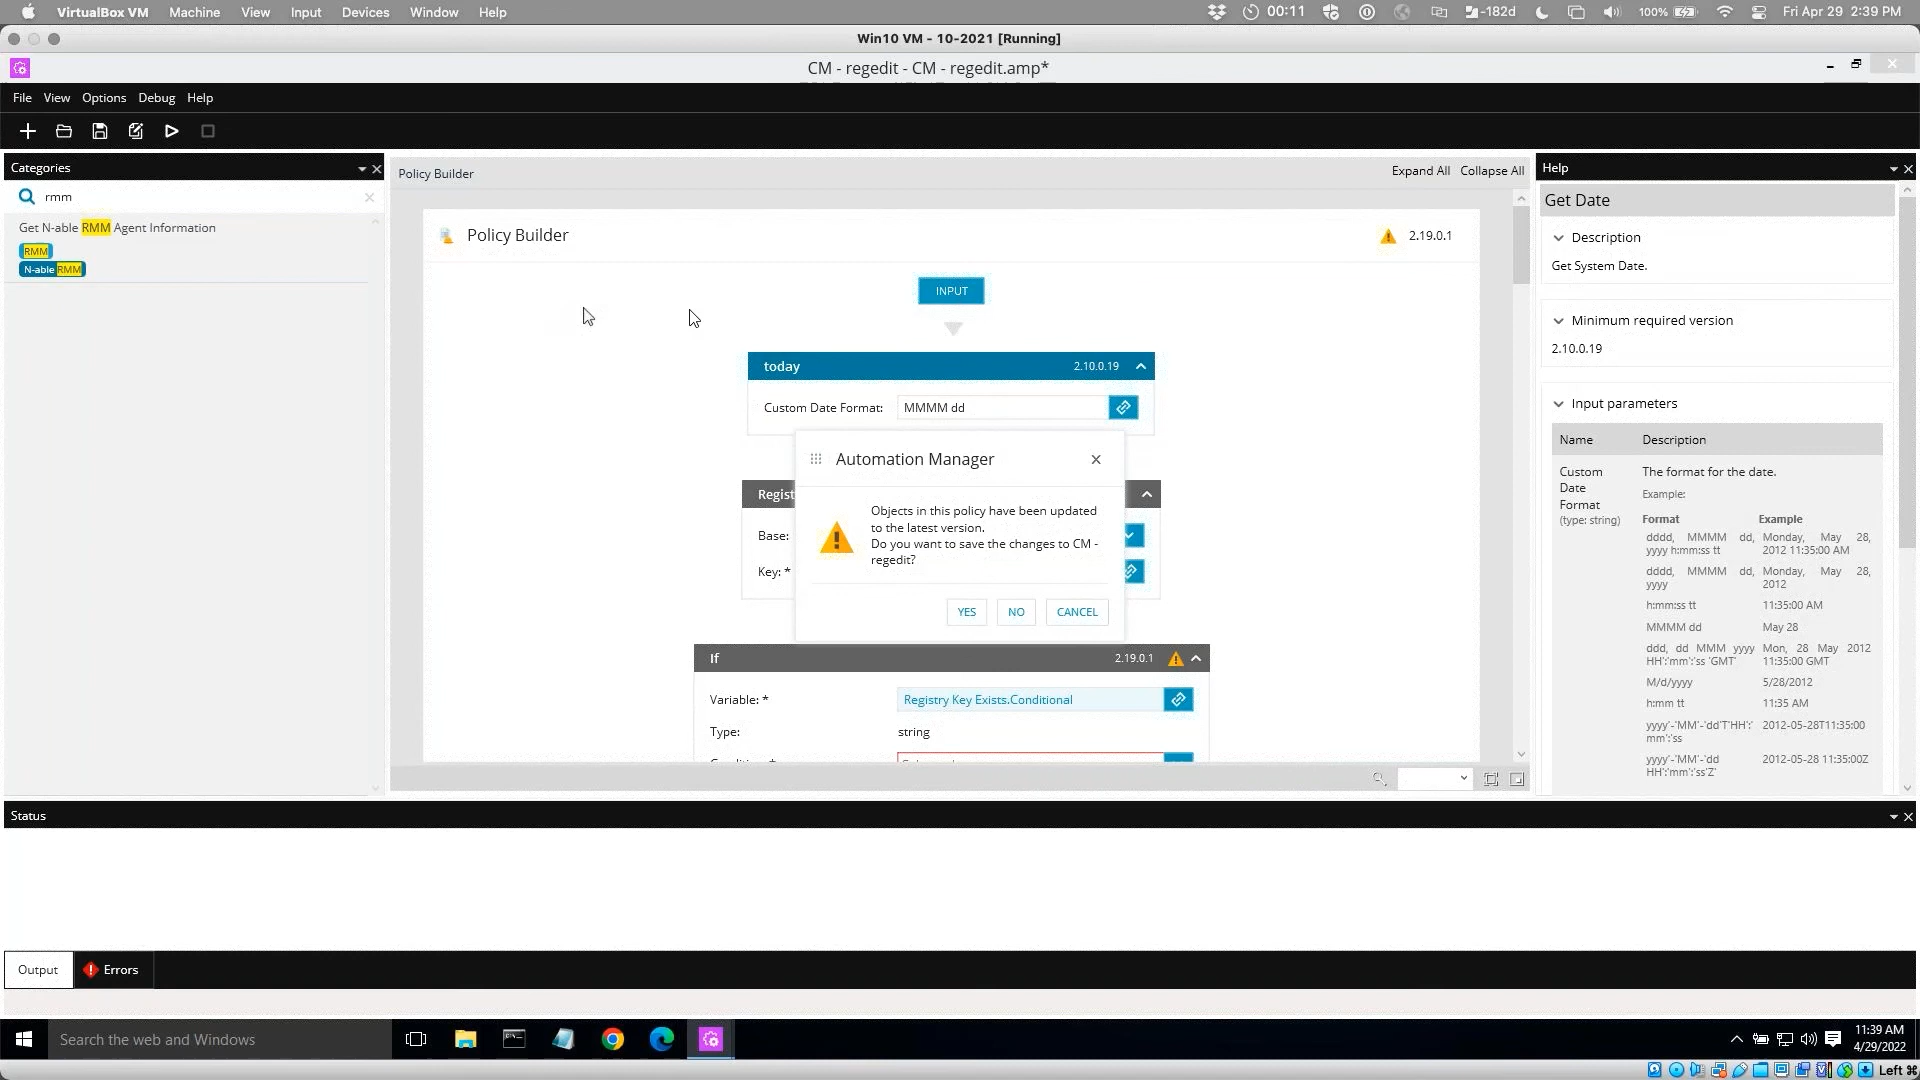 VirtualBox VM Machine View Input Devices Window Help 00:11 -182d 100% Fri Apr 29 2:39 PM
Win10 VM - 10-2021 [Running]
CM - regedit - CM - regedit.amp*
File View Options Debug Help
Categories
rmm
Get N-able RMM Agent Information
RMM
N-able RMM
Policy Builder
Expand All Collapse All
Policy Builder
2.19.0.1
INPUT
today 2.10.0.19
Custom Date Format: MMMM dd
Regist
Base:
Key: *
Automation Manager
Objects in this policy have been updated
to the latest version.
Do you want to save the changes to CM -
regedit?
YES NO CANCEL
If 2.19.0.1
Variable: * Registry Key Exists.Conditional
Type: string
Help
Get Date
Description
Get System Date.
Minimum required version
2.10.0.19
Input parameters
Name Description
Custom
Date
Format
(type: string)
The format for the date.
Example:
Format Example
dddd, MMMM dd, Monday, May 28,
yyyy h:mm:ss tt 2012 11:35:00 AM
dddd, MMMM dd, Monday, May 28,
yyyy 2012
h:mm:ss tt 11:35:00 AM
MMMM dd May 28
ddd, dd MMM yyyy Mon, 28 May 2012
HH':'mm':'ss 'GMT' 11:35:00 GMT
M/d/yyyy 5/28/2012
h:mm tt 11:35 AM
yyyy'-'MM'-'dd'T'HH':' 2012-05-28T11:35:00
mm':'ss
yyyy'-'MM'-'dd 2012-05-28 11:35:00Z
HH':'mm':'ss'Z'
Status
Output Errors
Search the web and Windows
11:39 AM
4/29/2022
Left ⌘